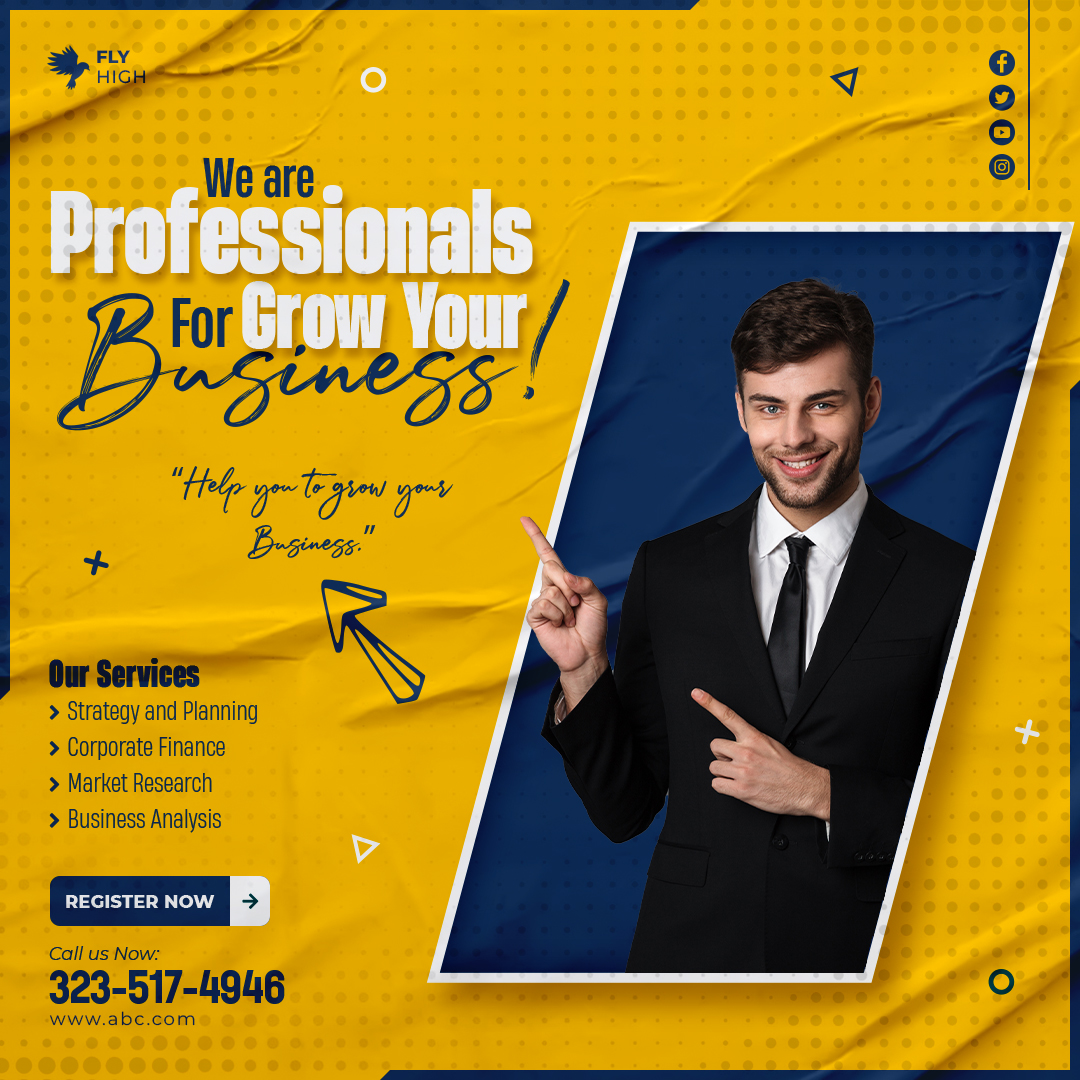 FLY
HIGH
We are
Professionals
For Grow Your
Business!
“Help you to grow your
Business.”
Our Services
Strategy and Planning
Corporate Finance
Market Research
Business Analysis
REGISTER NOW
Call us Now:
323-517-4946
www.abc.com